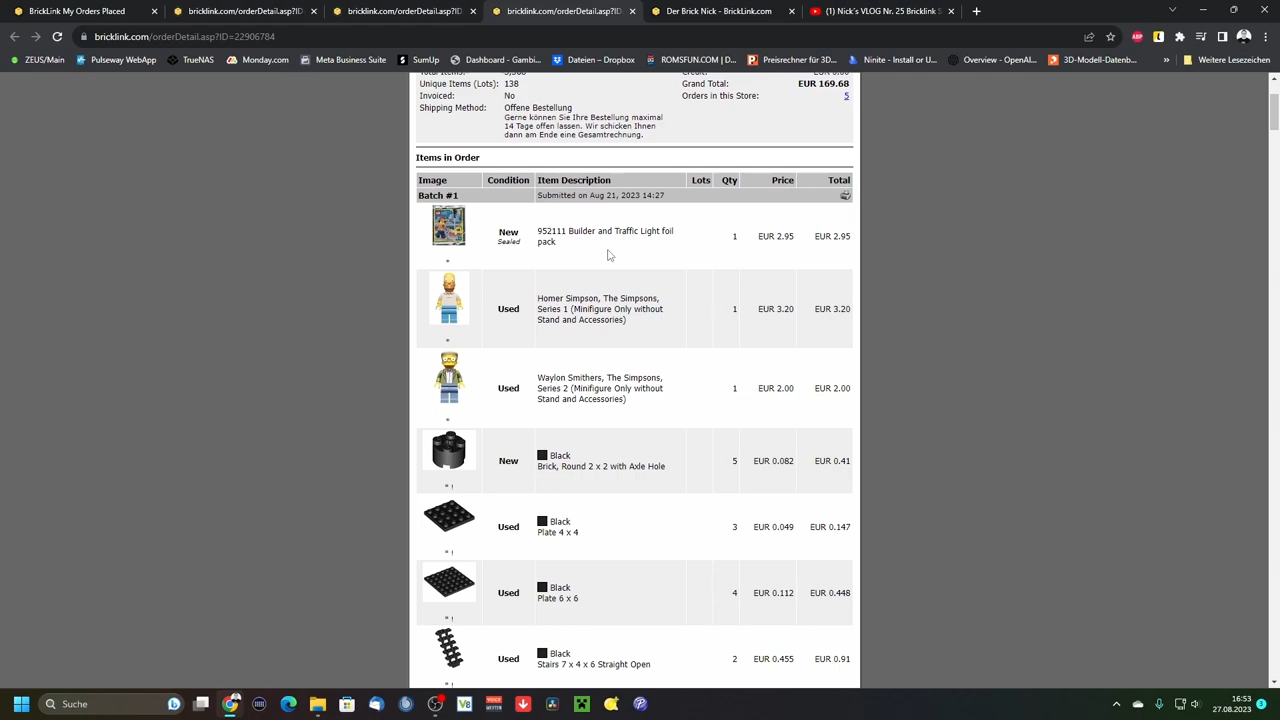 BrickLink My Orders Placed
bricklink.com/orderDetail.asp?ID
bricklink.com/orderDetail.asp?ID
bricklink.com/orderDetail.asp?ID
Der Brick Nick - BrickLink.com
(1) Nick's VLOG Nr. 25 Bricklink S
bricklink.com/orderDetail.asp?ID=22906784
ABP
ZEUSMain
Pulseway Remote
TrueNAS
Monday.com
Meta Business Suite
SumUp
Dashboard - Gambi...
Dateien – Dropbox
ROMSFUN.COM | D...
Preisrechner für 3D...
Ninite - Install or U...
Overview - OpenAI...
3D-Modell-Datenb...
Weitere Lesezeichen
Unique Items (Lots): 138
Grand Total: EUR 169.68
Invoiced: No
Orders in this Store: 5
Shipping Method: Offene Bestellung
Gerne können Sie Ihre Bestellung maximal
14 Tage offen lassen. Wir schicken Ihnen
dann am Ende eine Gesamtrechnung.
Items in Order
Image Condition Item Description Lots Qty Price Total
Batch #1 Submitted on Aug 21, 2023 14:27
New
Sealed
952111 Builder and Traffic Light foil
pack
1 EUR 2.95 EUR 2.95
*
Used
Homer Simpson, The Simpsons,
Series 1 (Minifigure Only without
Stand and Accessories)
1 EUR 3.20 EUR 3.20
*
Used
Waylon Smithers, The Simpsons,
Series 2 (Minifigure Only without
Stand and Accessories)
1 EUR 2.00 EUR 2.00
*
New
Black
Brick, Round 2 x 2 with Axle Hole
5 EUR 0.082 EUR 0.41
* !
Used
Black
Plate 4 x 4
3 EUR 0.049 EUR 0.147
* !
Used
Black
Plate 6 x 6
4 EUR 0.112 EUR 0.448
* !
Used
Black
Stairs 7 x 4 x 6 Straight Open
2 EUR 0.455 EUR 0.91
* !
Suche
16:53
27.08.2023